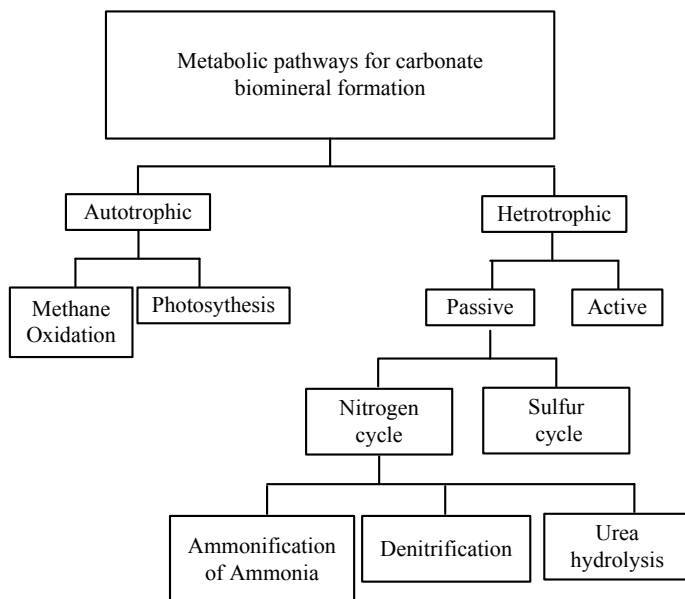 Metabolic pathways for carbonate
biomineral formation
Autotrophic
Hetrotrophic
Methane
Oxidation
Photosythesis
Passive
Active
Nitrogen
cycle
Sulfur
cycle
Ammonification
of Ammonia
Denitrification
Urea
hydrolysis